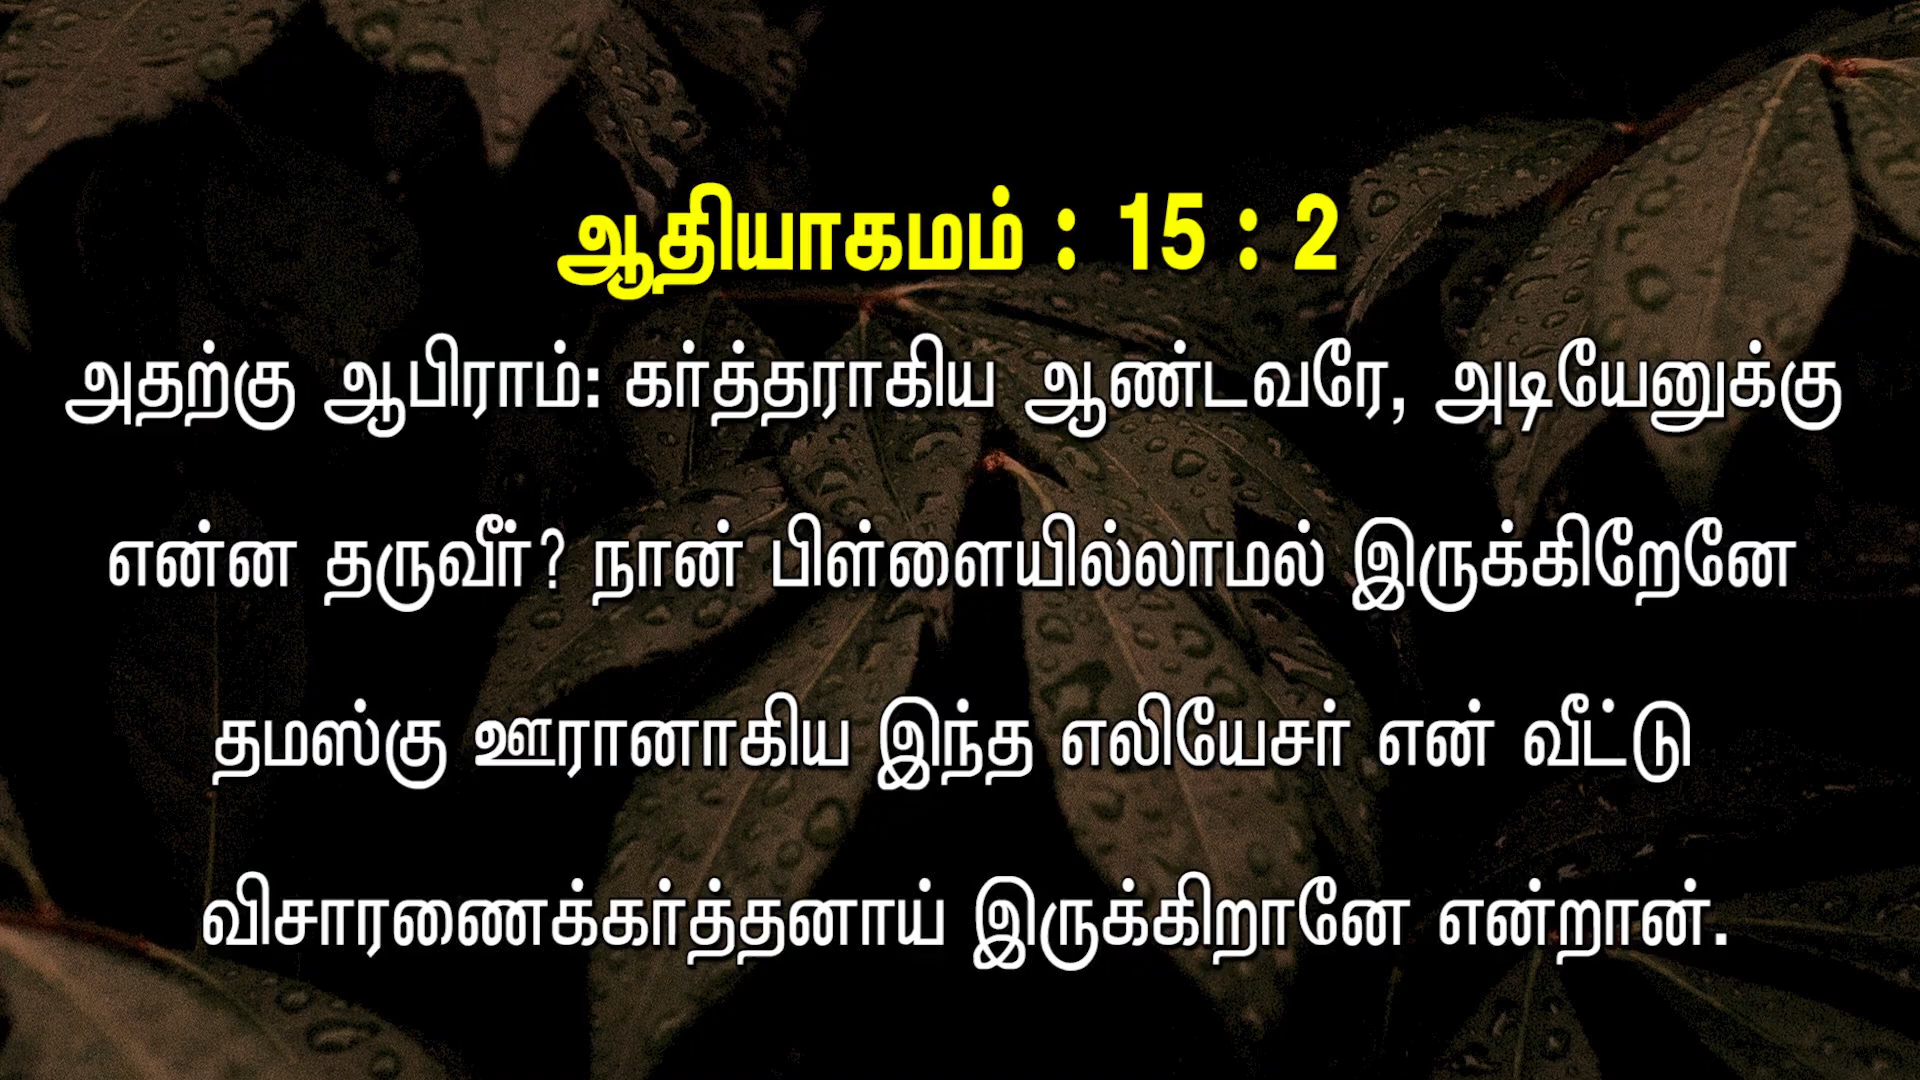 ஆதியாகமம் : 15 : 2
அதற்கு ஆபிராம்: கர்த்தராகிய ஆண்டவரே, அடியேனுக்கு
என்ன தருவீர்? நான் பிள்ளையில்லாமல் இருக்கிறேனே
தமஸ்கு ஊரானாகிய இந்த எலியேசர் என் வீட்டு
விசாரணைக்கர்த்தனாய் இருக்கிறானே என்றான்.